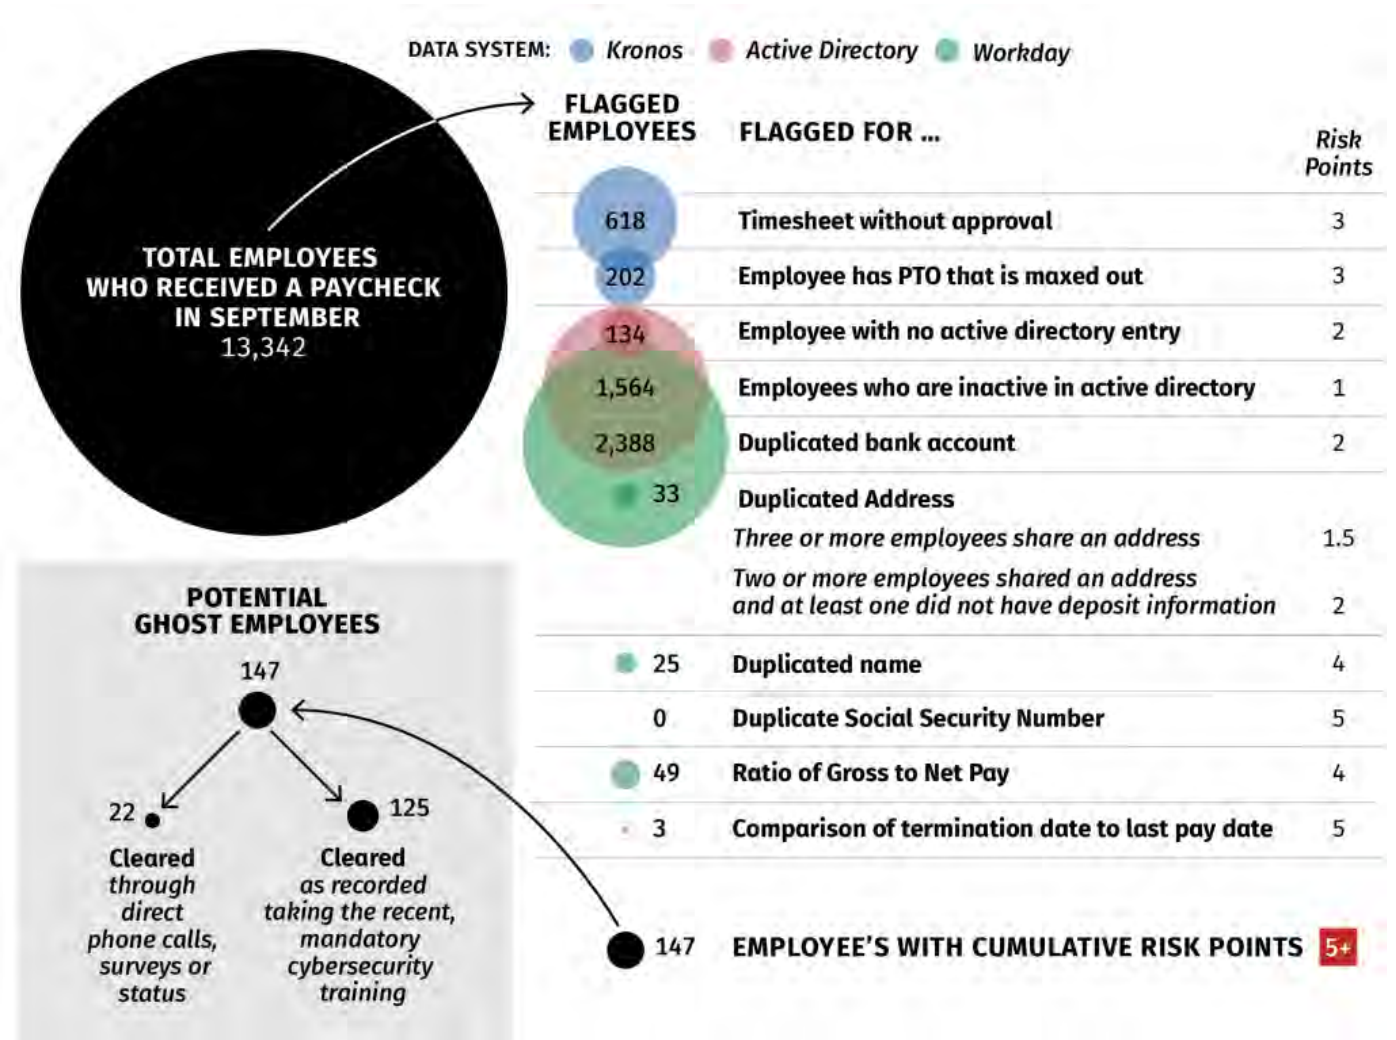 DATA SYSTEM: Kronos Active Directory Workday
TOTAL EMPLOYEES
WHO RECEIVED A PAYCHECK
IN SEPTEMBER
13,342
FLAGGED
EMPLOYEES
FLAGGED FOR ...
Risk
Points
618 Timesheet without approval 3
202 Employee has PTO that is maxed out 3
134 Employee with no active directory entry 2
1,564 Employees who are inactive in active directory 1
2,388 Duplicated bank account 2
33 Duplicated Address
Three or more employees share an address 1.5
Two or more employees shared an address
and at least one did not have deposit information 2
25 Duplicated name 4
0 Duplicate Social Security Number 5
49 Ratio of Gross to Net Pay 4
3 Comparison of termination date to last pay date 5
147 EMPLOYEE'S WITH CUMULATIVE RISK POINTS 5+
POTENTIAL
GHOST EMPLOYEES
147
22
Cleared
through
direct
phone calls,
surveys or
status
125
Cleared
as recorded
taking the recent,
mandatory
cybersecurity
training